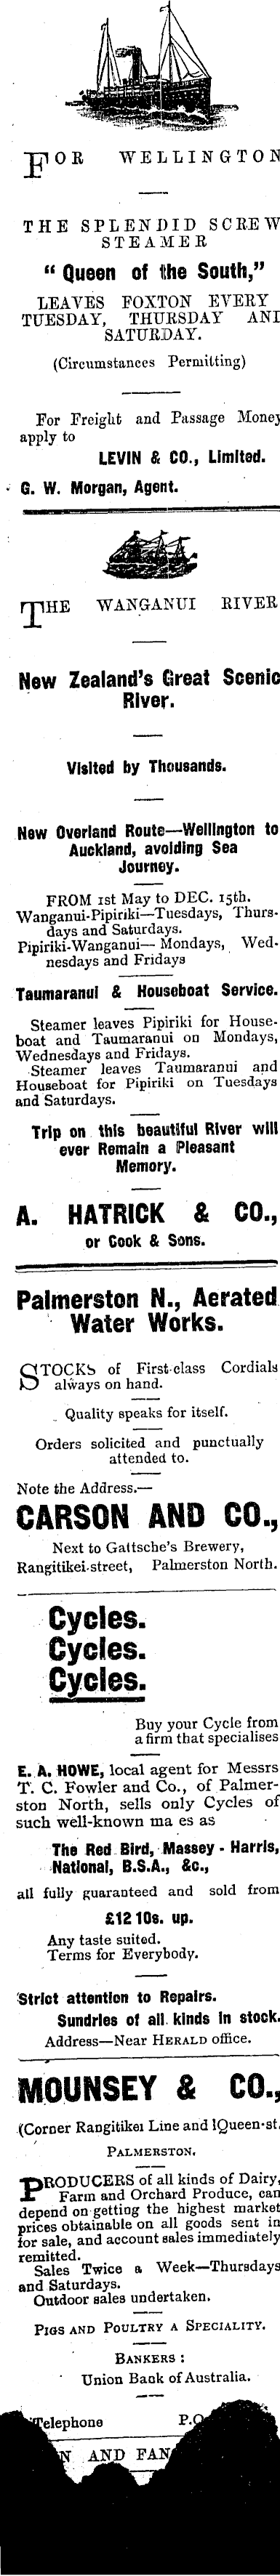 FOR WELLINGTON
THE SPLENDID SCREW
STEAMER
“ Queen of the South,”
LEAVES FOXTON EVERY
TUESDAY, THURSDAY AND
SATURDAY.
(Circumstances Permitting)
For Freight and Passage Money
apply to
LEVIN & CO., Limited.
G. W. Morgan, Agent.
THE WANGANUI RIVER
New Zealand's Great Scenic
River.
Visited by Thousands.
New Overland Route—Wellington to
Auckland, avoiding Sea
Journey.
FROM 1st May to DEC. 15th.
Wanganui-Pipiriki—Tuesdays, Thurs-
days and Saturdays.
Pipiriki-Wanganui—Mondays, Wed-
nesdays and Fridays
Taumaranui & Houseboat Service.
Steamer leaves Pipiriki for House-
boat and Taumaranui on Mondays,
Wednesdays and Fridays.
Steamer leaves Taumaranui and
Houseboat for Pipiriki on Tuesdays
and Saturdays.
Trip on this beautiful River will
ever Remain a Pleasant
Memory.
A. HATRICK & CO.,
or Cook & Sons.
Palmerston N., Aerated
Water Works.
STOCKS of First-class Cordials
always on hand.
Quality speaks for itself.
Orders solicited and punctually
attended to.
Note the Address.—
CARSON AND CO.,
Next to Galtsche's Brewery,
Rangitikei-street, Palmerston North.
Cycles.
Cycles.
Cycles.
Buy your Cycle from
a firm that specialises
E. A. HOWE, local agent for Messrs
T. C. Fowler and Co., of Palmer-
ston North, sells only Cycles of
such well-known ma es as
The Red Bird, Massey - Harris,
National, B.S.A., &c.,
all fully guaranteed and sold from
£12 10s. up.
Any taste suited.
Terms for Everybody.
Strict attention to Repairs.
Sundries of all kinds in stock.
Address—Near HERALD office.
MOUNSEY & CO.,
(Corner Rangitikei Line and Queen-st.
PALMERSTON.
PRODUCERS of all kinds of Dairy,
Farm and Orchard Produce, can
depend on getting the highest market
prices obtainable on all goods sent in
for sale, and account sales immediately
remitted.
Sales Twice a Week—Thursdays
and Saturdays.
Outdoor sales undertaken.
PIGS AND POULTRY A SPECIALITY.
BANKERS :
Union Bank of Australia.
Telephone P.O
N AND FAN